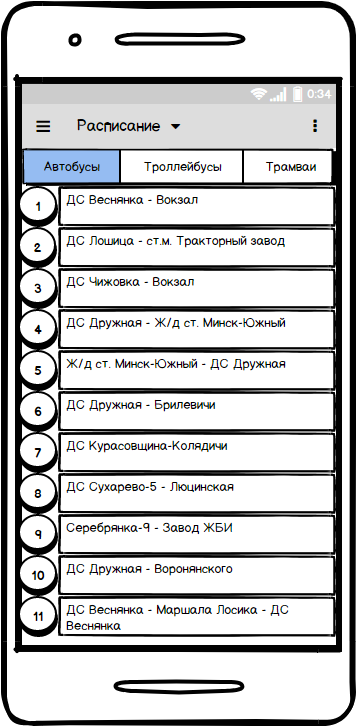 0:34
Расписание
Автобусы Троллейбусы Трамваи
1 ДС Веснянка - Вокзал
2 ДС Лошица - ст.м. Тракторный завод
3 ДС Чижовка - Вокзал
4 ДС Дружная - Ж/д ст. Минск-Южный
5 Ж/д ст. Минск-Южный - ДС Дружная
6 ДС Дружная - Брилевичи
7 ДС Курасовщина-Колядичи
8 ДС Сухарево-5 - Люцинская
9 Серебрянка-9 - Завод ЖБИ
10 ДС Дружная - Воронянского
11 ДС Веснянка - Маршала Лосика - ДС
Веснянка